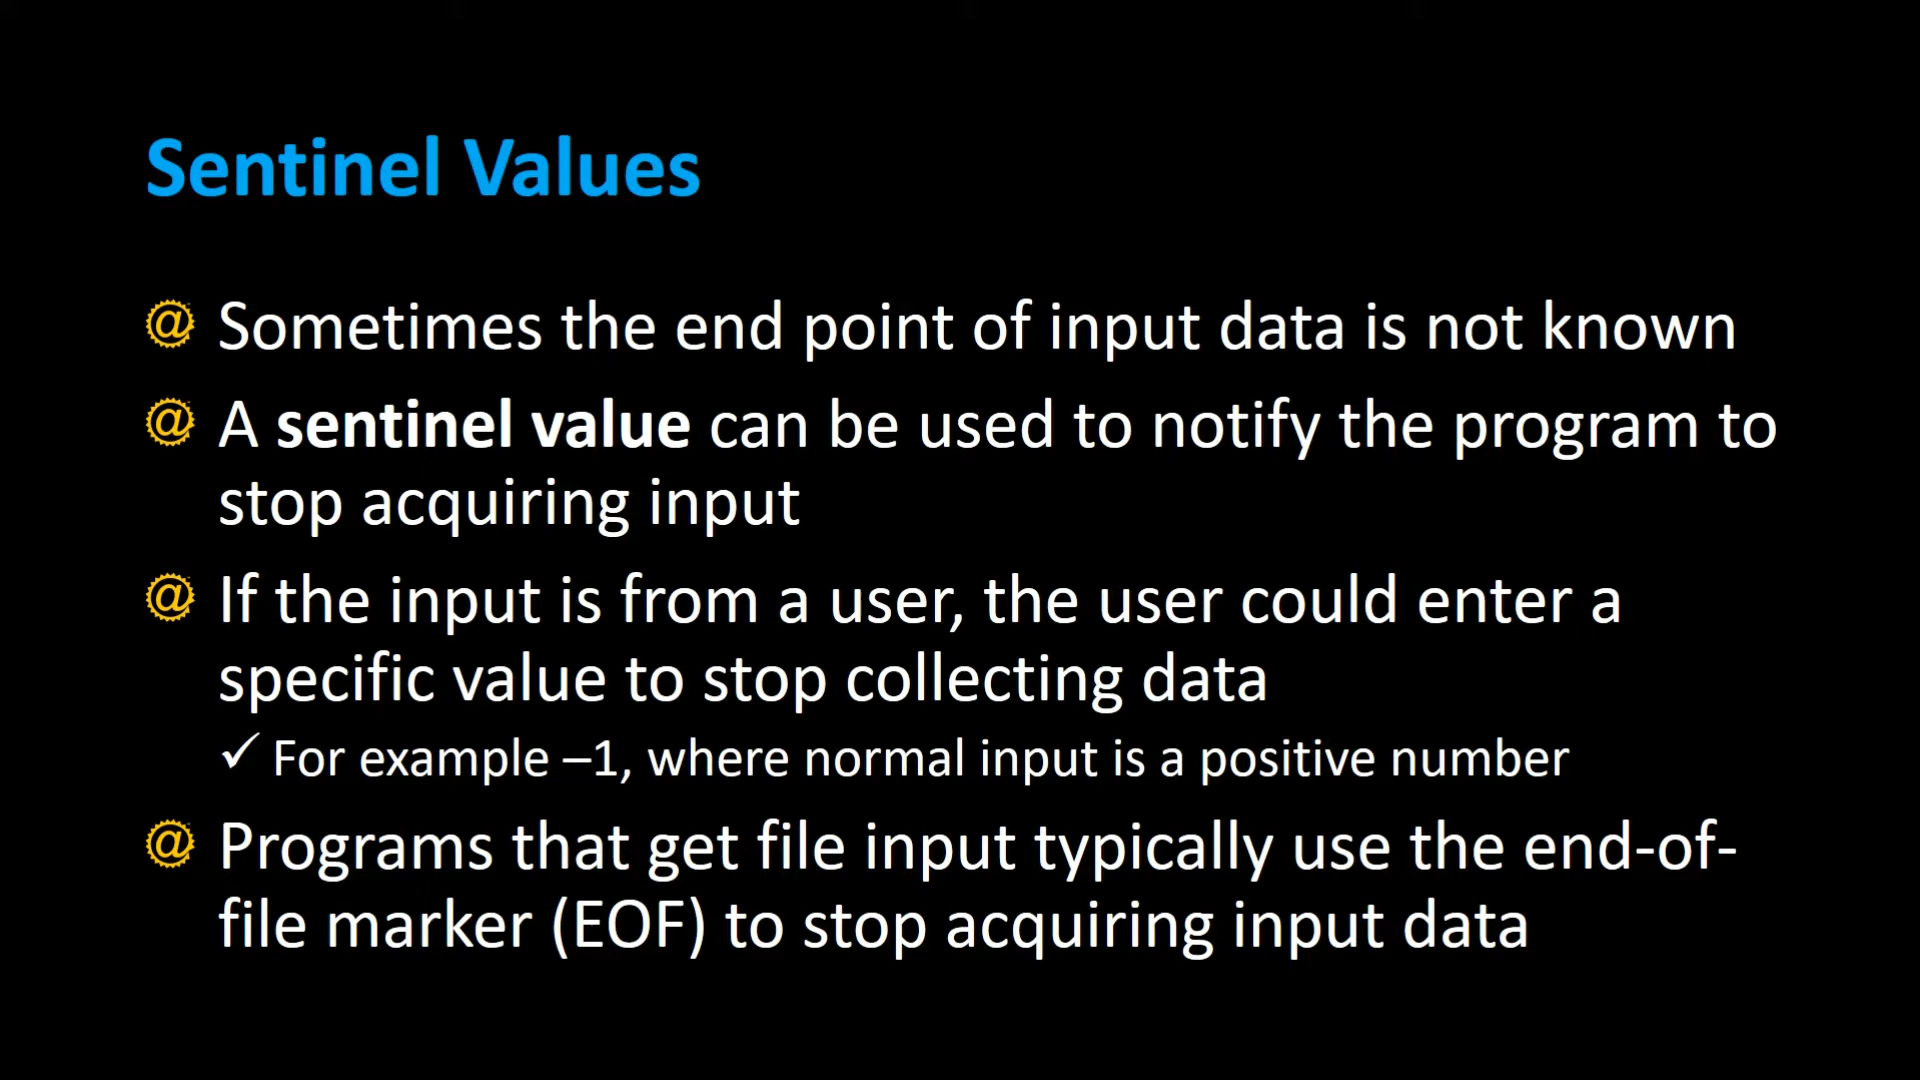 Sentinel Values
@ Sometimes the end point of input data is not known
@ A sentinel value can be used to notify the program to
stop acquiring input
@ If the input is from a user, the user could enter a
specific value to stop collecting data
✓ For example –1, where normal input is a positive number
@ Programs that get file input typically use the end-of-
file marker (EOF) to stop acquiring input data